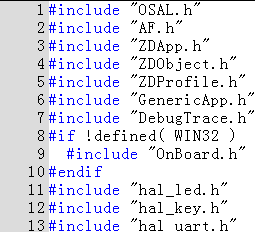 1 #include "OSAL.h"
2 #include "AF.h"
3 #include "ZDApp.h"
4 #include "ZDObject.h"
5 #include "ZDProfile.h"
6 #include "GenericApp.h"
7 #include "DebugTrace.h"
8 #if !defined( WIN32 )
9   #include "OnBoard.h"
10 #endif
11 #include "hal_led.h"
12 #include "hal_key.h"
13 #include "hal_uart.h"